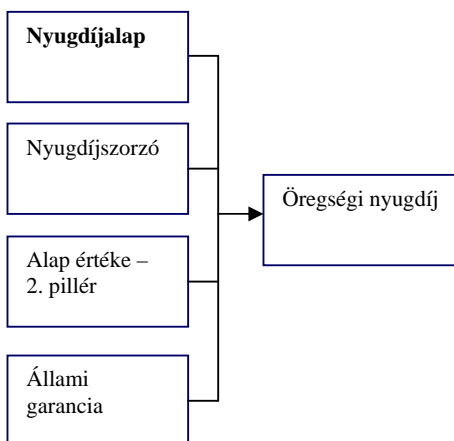 Nyugdíjalap
Nyugdíjszorzó
Öregségi nyugdíj
Alap értéke –
2. pillér
Állami
garancia